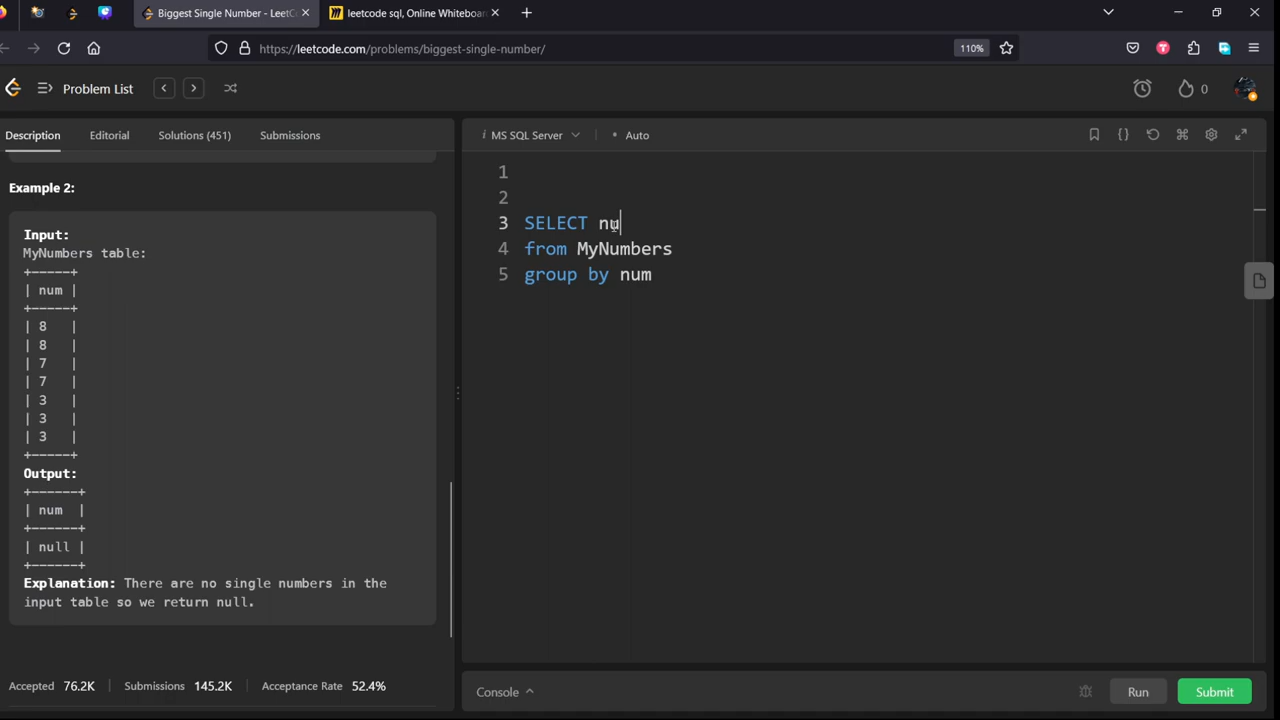 Biggest Single Number - LeetC
leetcode sql, Online Whiteboard
https://leetcode.com/problems/biggest-single-number/
110%
Problem List
0
Description
Editorial
Solutions (451)
Submissions
MS SQL Server
Auto
Example 2:
Input:
MyNumbers table:
+------+
| num |
+------+
| 8 |
| 8 |
| 7 |
| 7 |
| 3 |
| 3 |
| 3 |
+------+
Output:
+------+
| num |
+------+
| null |
+------+
Explanation: There are no single numbers in the
input table so we return null.
Accepted 76.2K
Submissions 145.2K
Acceptance Rate 52.4%
1
2
3 SELECT nu
4 from MyNumbers
5 group by num
Console
Run
Submit